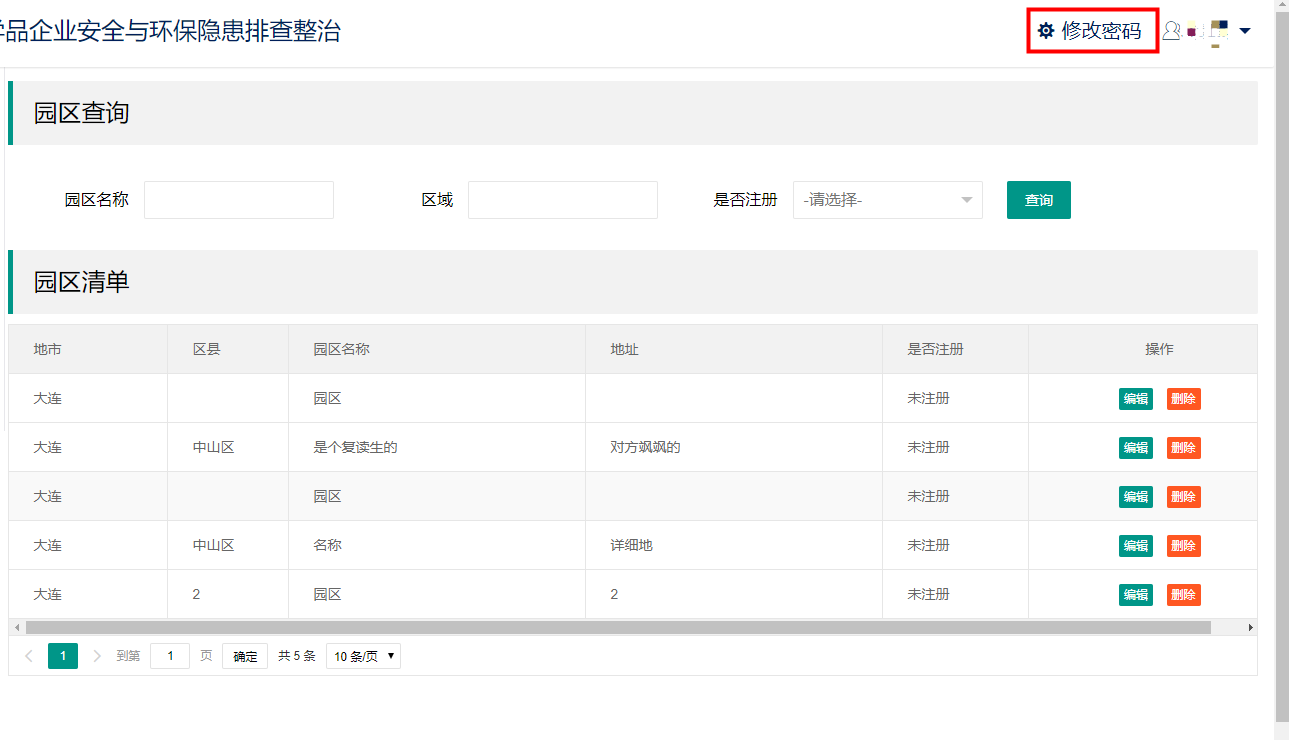 品企业安全与环保隐患排查整治
修改密码
园区查询
园区名称 区域 是否注册 -请选择- 查询
园区清单
地市 区县 园区名称 地址 是否注册 操作
大连 园区 未注册 编辑 删除
大连 中山区 是个复读生的 对方飒飒的 未注册 编辑 删除
大连 园区 未注册 编辑 删除
大连 中山区 名称 详细地 未注册 编辑 删除
大连 2 园区 2 未注册 编辑 删除
1 到第 1 页 确定 共 5 条 10 条/页